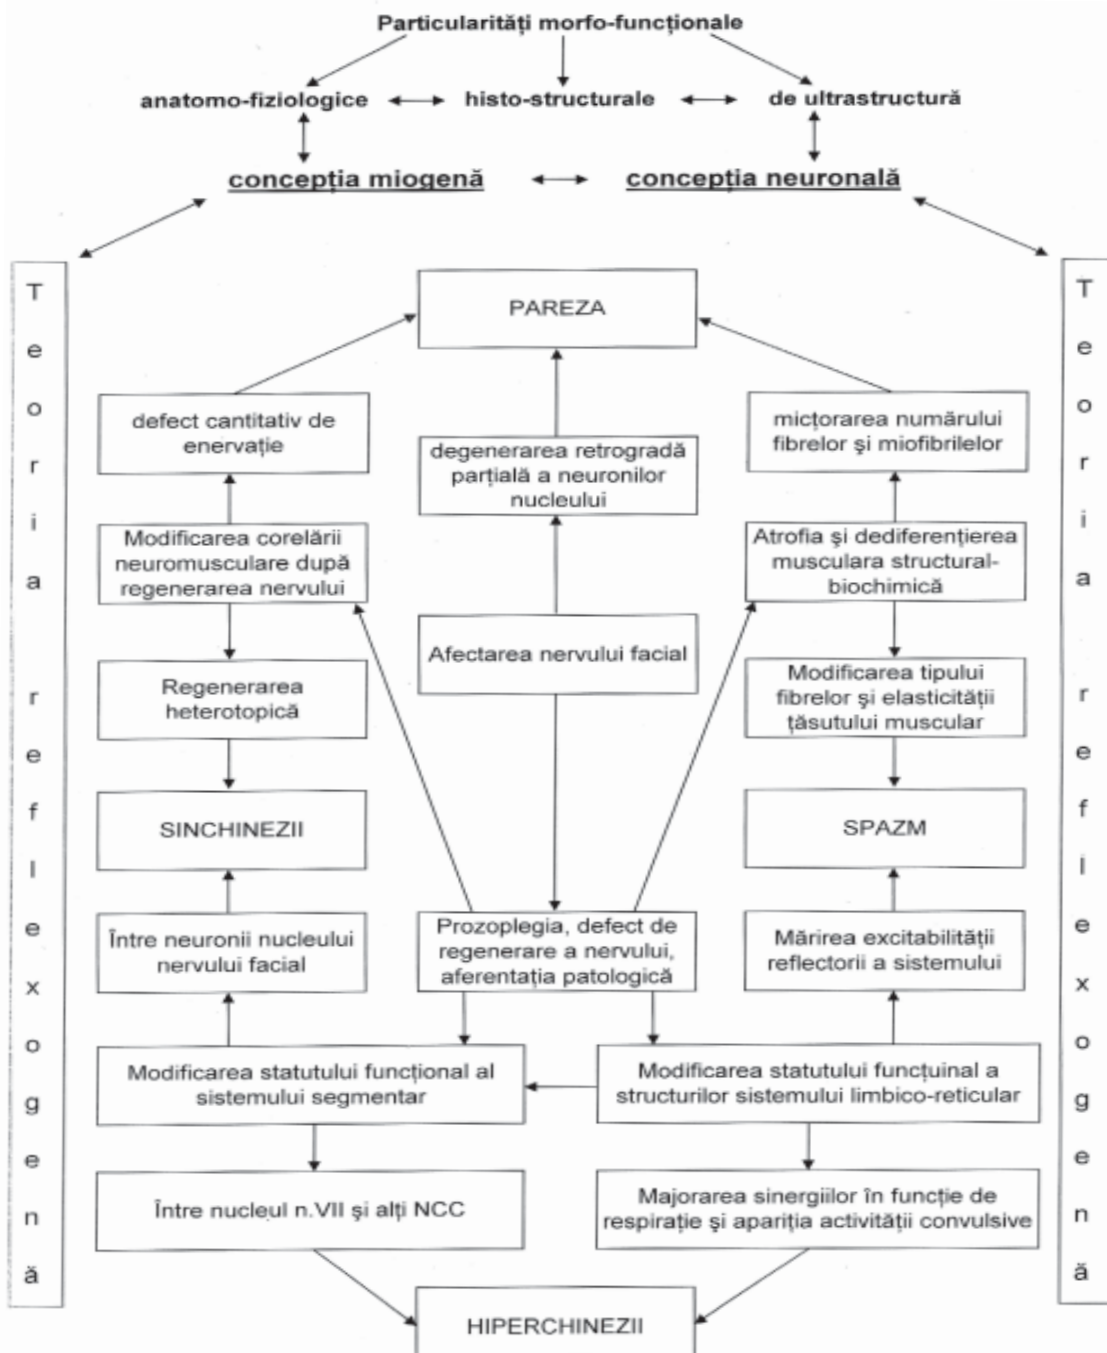 Particularități morfo-funcționale
anatomo-fiziologice
histo-structurale
de ultrastructură
concepția miogenă
concepția neuronală
Teoria reflexogenă
Teoria reflexogenă
PAREZA
defect cantitativ de
enervație
degenerarea retrogradă
parțială a neuronilor
nucleului
micțorarea numărului
fibrelor și miofibrilelor
Modificarea corelării
neuromusculare după
regenerarea nervului
Atrofia și dediferențierea
musculara structural-
biochimică
Afectarea nervului facial
Regenerarea
heterotopică
Modificarea tipului
fibrelor și elasticității
țăsutului muscular
SINCHINEZII
SPAZM
Între neuronii nucleului
nervului facial
Prozoplegia, defect de
regenerare a nervului,
aferentația patologică
Mărirea excitabilității
reflectorii a sistemului
Modificarea statutului funcțional al
sistemului segmentar
Modificarea statutului funcțuinal a
structurilor sistemului limbico-reticular
Între nucleul n.VII și alți NCC
Majorarea sinergiilor în funcție de
respirație și apariția activității convulsive
HIPERCHINEZII